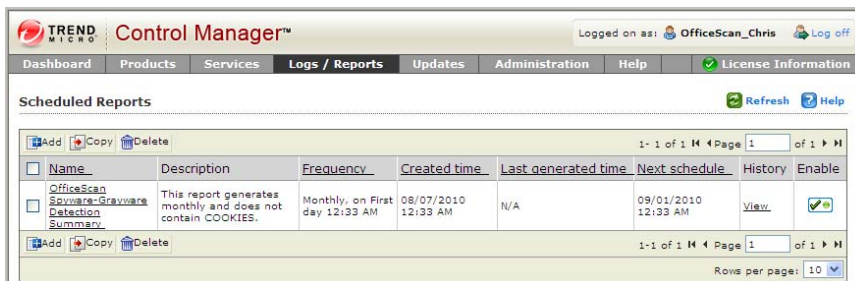 TREND MICRO Control Manager™ Logged on as: OfficeScan_Chris Log off
Dashboard Products Services Logs / Reports Updates Administration Help License Information
Scheduled Reports Refresh Help
Add Copy Delete 1- 1 of 1 Page 1 of 1
Name Description Frequency Created time Last generated time Next schedule History Enable
OfficeScan Spyware-Grayware Detection Summary
This report generates monthly and does not contain COOKIES.
Monthly, on First day 12:33 AM
08/07/2010 12:33 AM
N/A
09/01/2010 12:33 AM
View
Add Copy Delete 1-1 of 1 Page 1 of 1
Rows per page: 10